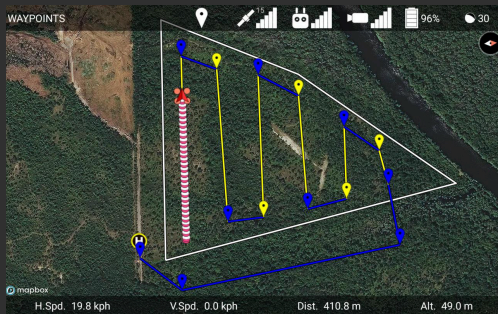 WAYPOINTS
15
96%
30
H
mapbox
H.Spd. 19.8 kph
V.Spd. 0.0 kph
Dist. 410.8 m
Alt. 49.0 m